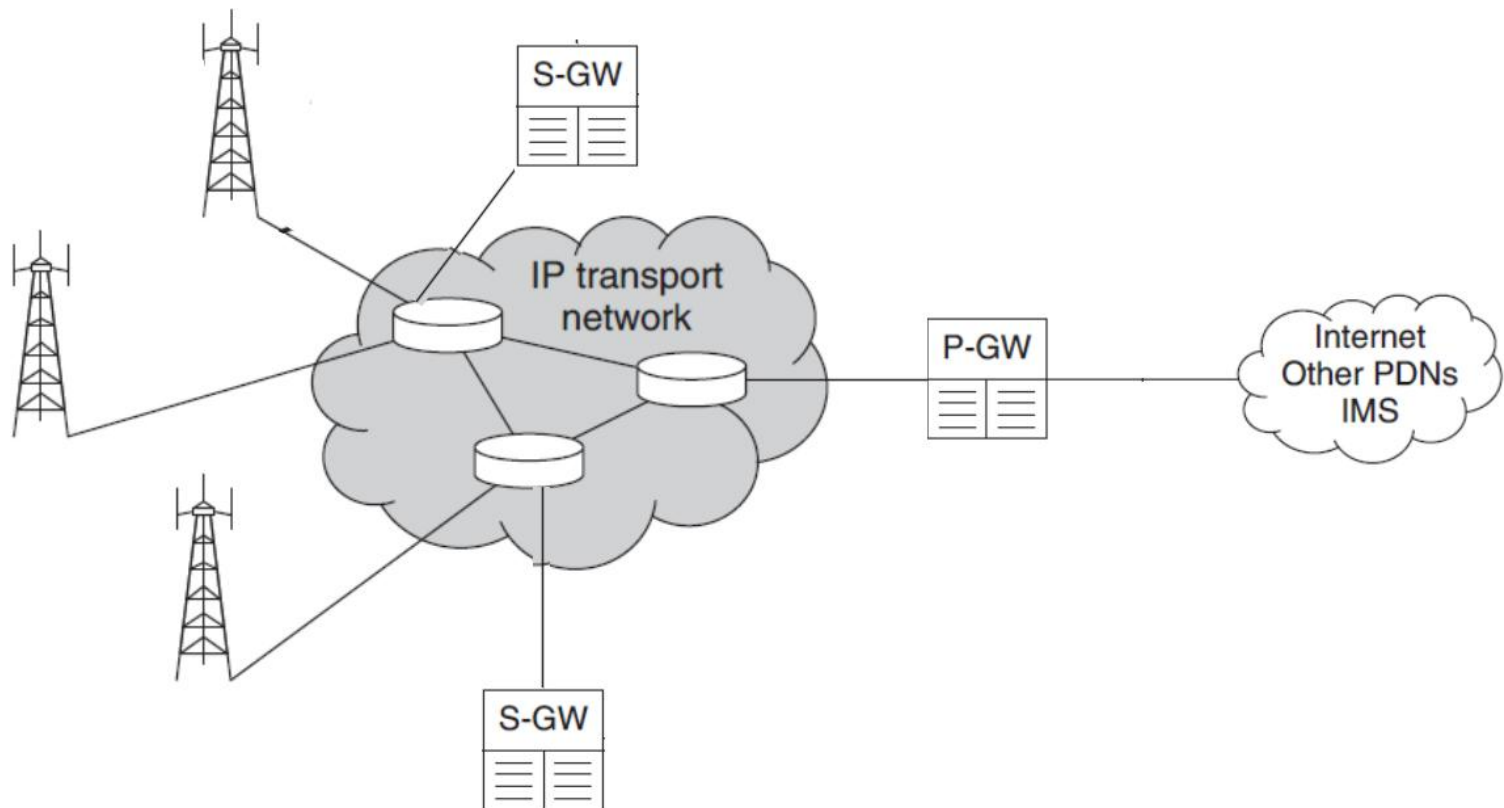 S-GW
IP transport
network
P-GW
Internet
Other PDNs
IMS
S-GW